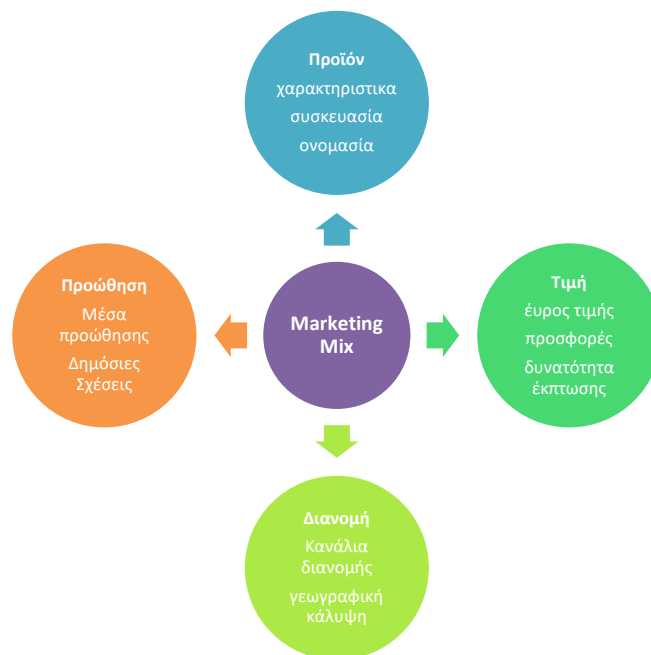 Προϊόν
χαρακτηριστικα
συσκευασία
ονομασία
Προώθηση
Μέσα
προώθησης
Δημόσιες
Σχέσεις
Marketing
Mix
Τιμή
έυρος τιμής
προσφορές
δυνατότητα
έκπτωσης
Διανομή
Κανάλια
διανομής
γεωγραφική
κάλυψη